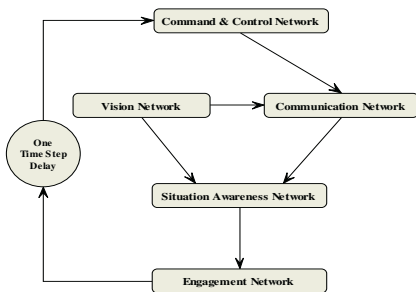 Command & Control Network
Vision Network
Communication Network
One
Time Step
Delay
Situation Awareness Network
Engagement Network